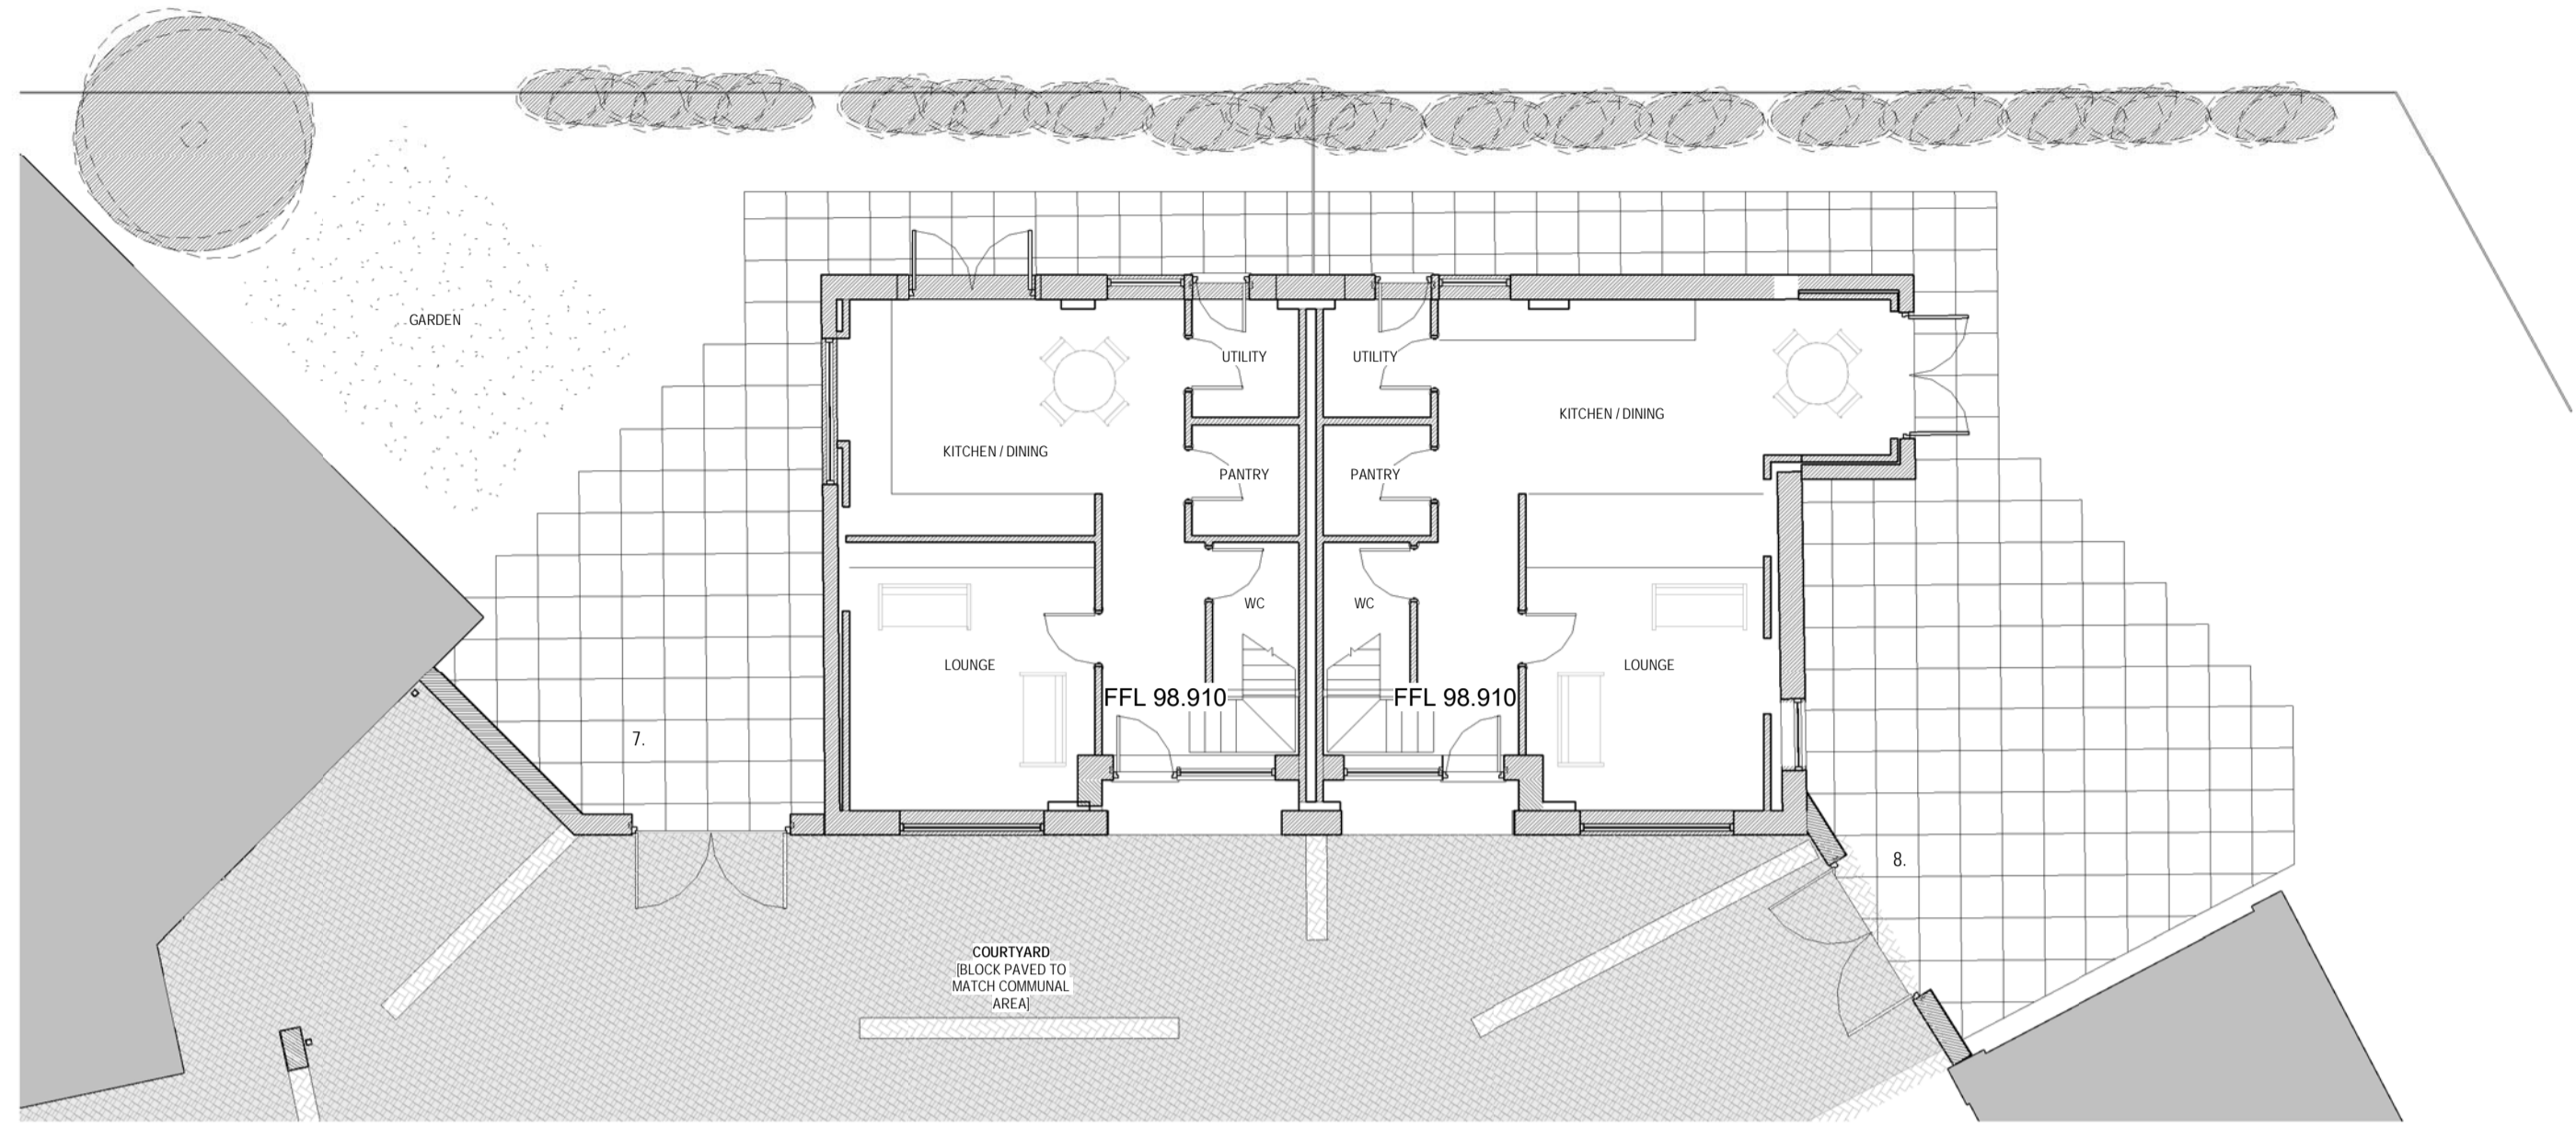 GARDEN
UTILITY
UTILITY
KITCHEN / DINING
KITCHEN / DINING
PANTRY
PANTRY
WC
WC
LOUNGE
LOUNGE
FFL 98.910
FFL 98.910
7.
8.
COURTYARD
[BLOCK PAVED TO
MATCH COMMUNAL
AREA]